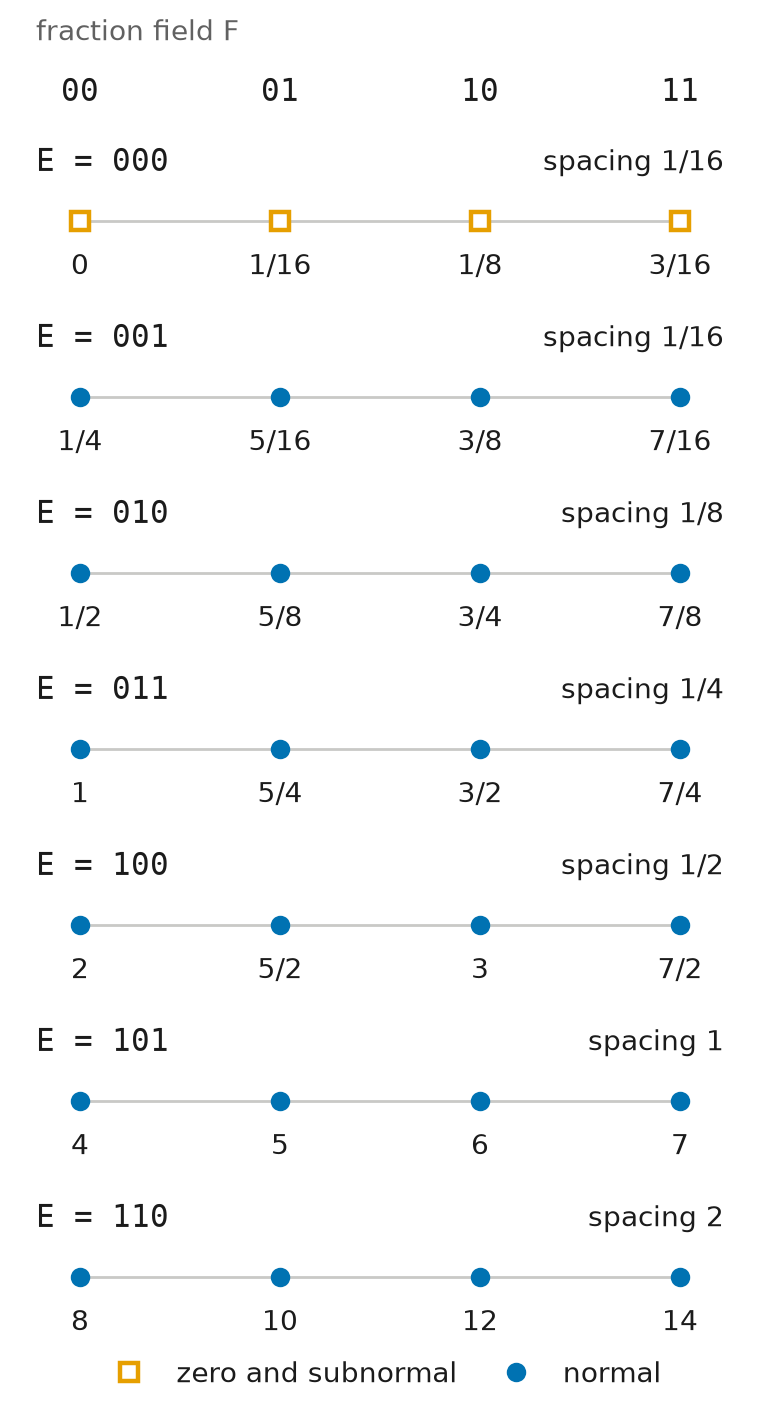 fraction field F
00 01 10 11
E = 000 spacing 1/16
0 1/16 1/8 3/16
E = 001 spacing 1/16
1/4 5/16 3/8 7/16
E = 010 spacing 1/8
1/2 5/8 3/4 7/8
E = 011 spacing 1/4
1 5/4 3/2 7/4
E = 100 spacing 1/2
2 5/2 3 7/2
E = 101 spacing 1
4 5 6 7
E = 110 spacing 2
8 10 12 14
zero and subnormal normal